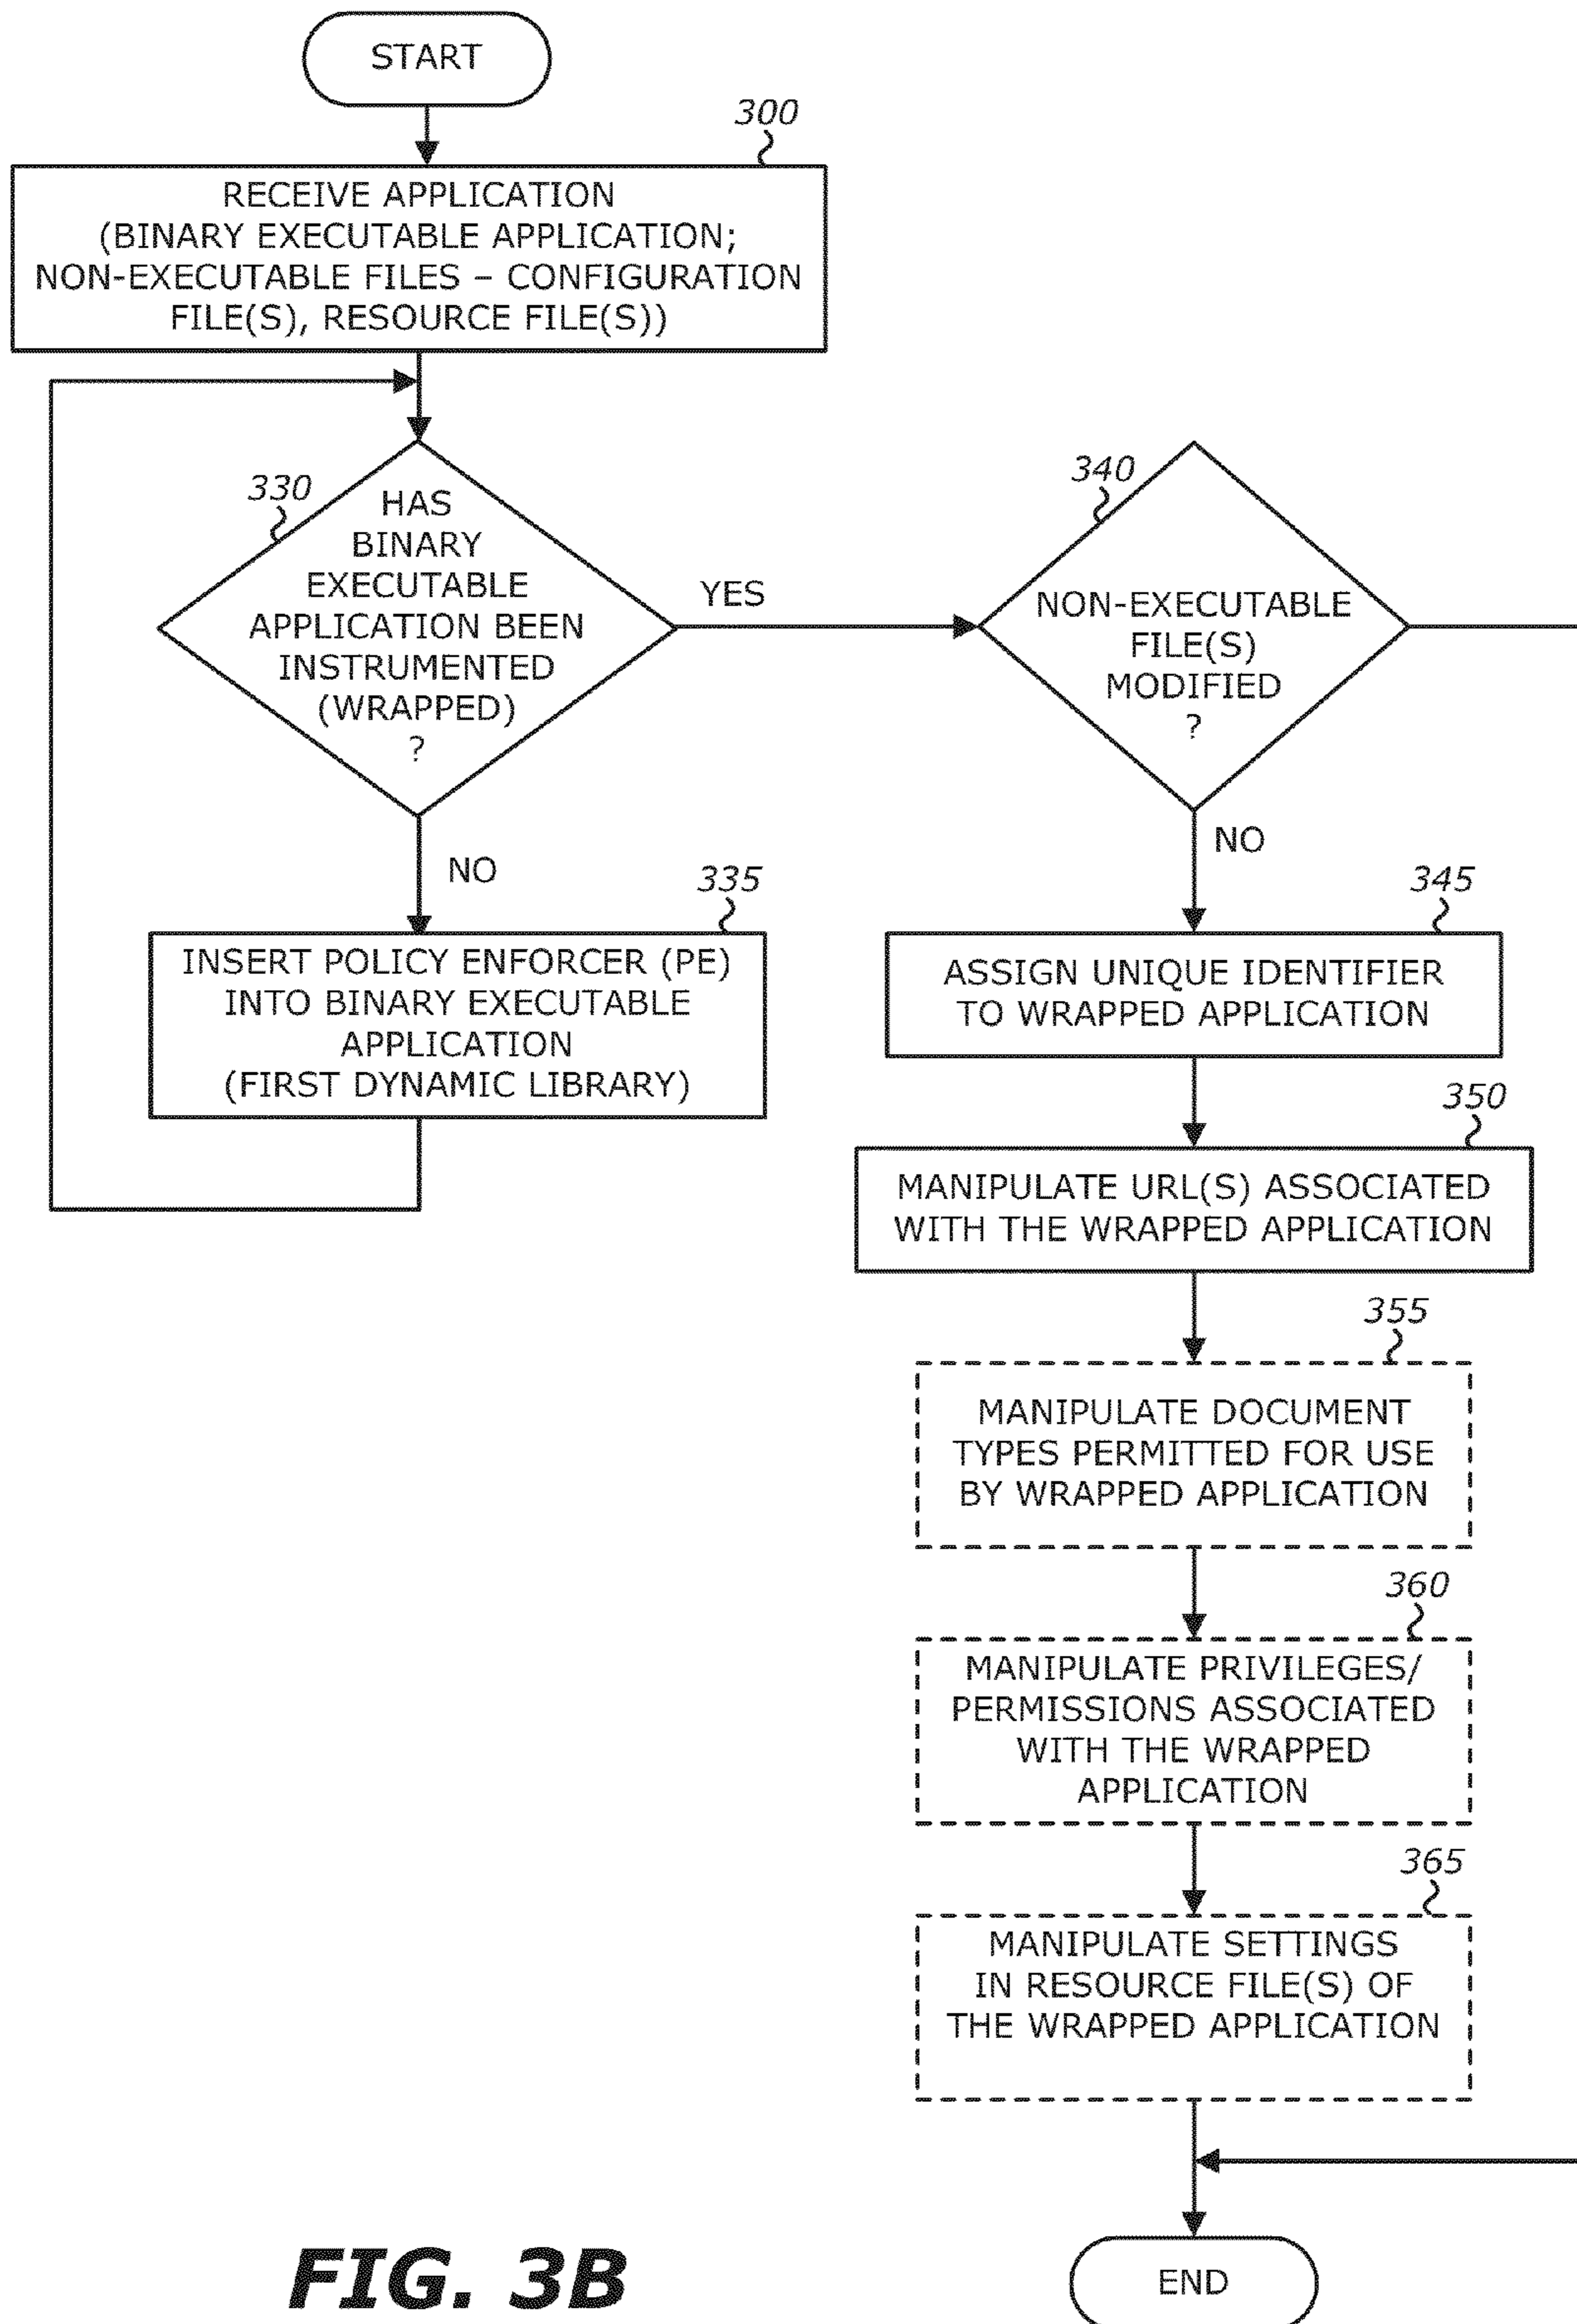 START
300
RECEIVE APPLICATION
(BINARY EXECUTABLE APPLICATION;
NON-EXECUTABLE FILES – CONFIGURATION
FILE(S), RESOURCE FILE(S))
330
HAS
BINARY
EXECUTABLE
APPLICATION BEEN
INSTRUMENTED
(WRAPPED)
?
YES
340
NON-EXECUTABLE
FILE(S)
MODIFIED
?
NO
335
INSERT POLICY ENFORCER (PE)
INTO BINARY EXECUTABLE
APPLICATION
(FIRST DYNAMIC LIBRARY)
NO
345
ASSIGN UNIQUE IDENTIFIER
TO WRAPPED APPLICATION
350
MANIPULATE URL(S) ASSOCIATED
WITH THE WRAPPED APPLICATION
355
MANIPULATE DOCUMENT
TYPES PERMITTED FOR USE
BY WRAPPED APPLICATION
360
MANIPULATE PRIVILEGES/
PERMISSIONS ASSOCIATED
WITH THE WRAPPED
APPLICATION
365
MANIPULATE SETTINGS
IN RESOURCE FILE(S) OF
THE WRAPPED APPLICATION
END
FIG. 3B